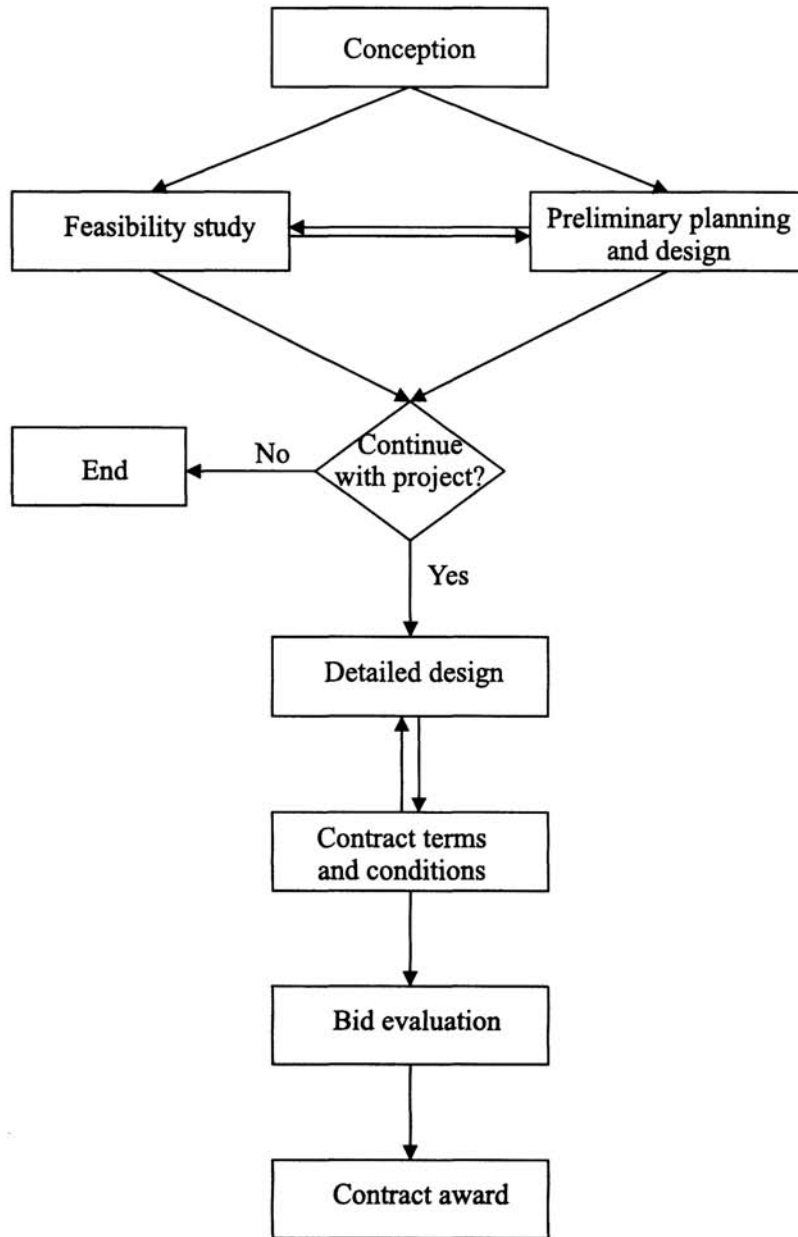 Conception
Feasibility study
Preliminary planning
and design
Continue
with project?
No
End
Yes
Detailed design
Contract terms
and conditions
Bid evaluation
Contract award